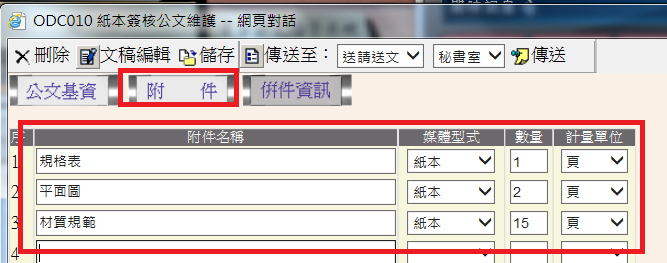 ODC010 紙本簽核公文維護 -- 網頁對話
刪除 文稿編輯 儲存 傳送至： 送請送文 秘書室 傳送
公文基資 附 件 併件資訊
序 附件名稱 媒體型式 數量 計量單位
1 規格表 紙本 1 頁
2 平面圖 紙本 2 頁
3 材質規範 紙本 15 頁
4